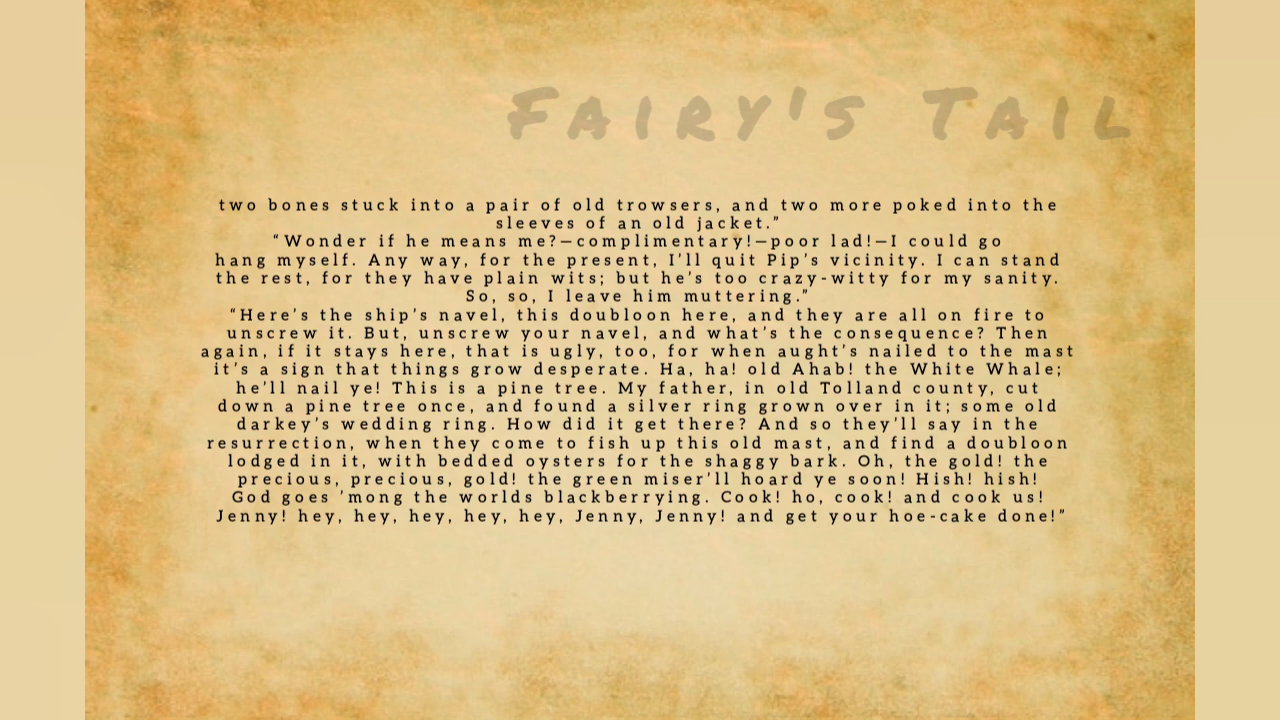 FAIRY'S TAIL
two bones stuck into a pair of old trowsers, and two more poked into the
sleeves of an old jacket.”
“Wonder if he means me?—complimentary!—poor lad!—I could go
hang myself. Any way, for the present, I’ll quit Pip’s vicinity. I can stand
the rest, for they have plain wits; but he’s too crazy-witty for my sanity.
So, so, I leave him muttering.”
“Here’s the ship’s navel, this doubloon here, and they are all on fire to
unscrew it. But, unscrew your navel, and what’s the consequence? Then
again, if it stays here, that is ugly, too, for when aught’s nailed to the mast
it’s a sign that things grow desperate. Ha, ha! old Ahab! the White Whale;
he’ll nail ye! This is a pine tree. My father, in old Tolland county, cut
down a pine tree once, and found a silver ring grown over in it; some old
darkey’s wedding ring. How did it get there? And so they’ll say in the
resurrection, when they come to fish up this old mast, and find a doubloon
lodged in it, with bedded oysters for the shaggy bark. Oh, the gold! the
precious, precious, gold! the green miser’ll hoard ye soon! Hish! hish!
God goes ’mong the worlds blackberrying. Cook! ho, cook! and cook us!
Jenny! hey, hey, hey, hey, hey, Jenny, Jenny! and get your hoe-cake done!”